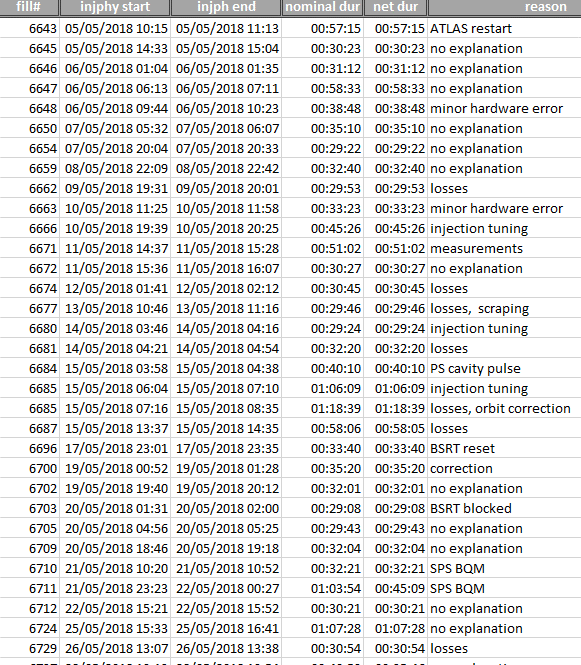 fill# injphy start injph end nominal dur net dur reason
6643 05/05/2018 10:15 05/05/2018 11:13 00:57:15 00:57:15 ATLAS restart
6645 05/05/2018 14:33 05/05/2018 15:04 00:30:23 00:30:23 no explanation
6646 06/05/2018 01:04 06/05/2018 01:35 00:31:12 00:31:12 no explanation
6647 06/05/2018 06:13 06/05/2018 07:11 00:58:33 00:58:33 no explanation
6648 06/05/2018 09:44 06/05/2018 10:23 00:38:48 00:38:48 minor hardware error
6650 07/05/2018 05:32 07/05/2018 06:07 00:35:10 00:35:10 no explanation
6654 07/05/2018 20:04 07/05/2018 20:33 00:29:22 00:29:22 no explanation
6659 08/05/2018 22:09 08/05/2018 22:42 00:32:40 00:32:40 no explanation
6662 09/05/2018 19:31 09/05/2018 20:01 00:29:53 00:29:53 losses
6663 10/05/2018 11:25 10/05/2018 11:58 00:33:23 00:33:23 minor hardware error
6666 10/05/2018 19:39 10/05/2018 20:25 00:45:26 00:45:26 injection tuning
6671 11/05/2018 14:37 11/05/2018 15:28 00:51:02 00:51:02 measurements
6672 11/05/2018 15:36 11/05/2018 16:07 00:30:27 00:30:27 no explanation
6674 12/05/2018 01:41 12/05/2018 02:12 00:30:45 00:30:45 losses
6677 13/05/2018 10:46 13/05/2018 11:16 00:29:46 00:29:46 losses,  scraping
6680 14/05/2018 03:46 14/05/2018 04:16 00:29:24 00:29:24 injection tuning
6681 14/05/2018 04:21 14/05/2018 04:54 00:32:20 00:32:20 losses
6684 15/05/2018 03:58 15/05/2018 04:38 00:40:10 00:40:10 PS cavity pulse
6685 15/05/2018 06:04 15/05/2018 07:10 01:06:09 01:06:09 injection tuning
6685 15/05/2018 07:16 15/05/2018 08:35 01:18:39 01:18:39 losses, orbit correction
6687 15/05/2018 13:37 15/05/2018 14:35 00:58:06 00:58:05 losses
6696 17/05/2018 23:01 17/05/2018 23:35 00:33:40 00:33:40 BSRT reset
6700 19/05/2018 00:52 19/05/2018 01:28 00:35:20 00:35:20 correction
6702 19/05/2018 19:40 19/05/2018 20:12 00:32:01 00:32:01 no explanation
6703 20/05/2018 01:31 20/05/2018 02:00 00:29:08 00:29:08 BSRT blocked
6705 20/05/2018 04:56 20/05/2018 05:25 00:29:43 00:29:43 no explanation
6709 20/05/2018 18:46 20/05/2018 19:18 00:32:04 00:32:04 no explanation
6710 21/05/2018 10:20 21/05/2018 10:52 00:32:21 00:32:21 SPS BQM
6711 21/05/2018 23:23 22/05/2018 00:27 01:03:54 00:45:09 SPS BQM
6712 22/05/2018 15:21 22/05/2018 15:52 00:30:21 00:30:21 no explanation
6724 25/05/2018 15:33 25/05/2018 16:41 01:07:28 01:07:28 no explanation
6729 26/05/2018 13:07 26/05/2018 13:38 00:30:54 00:30:54 losses